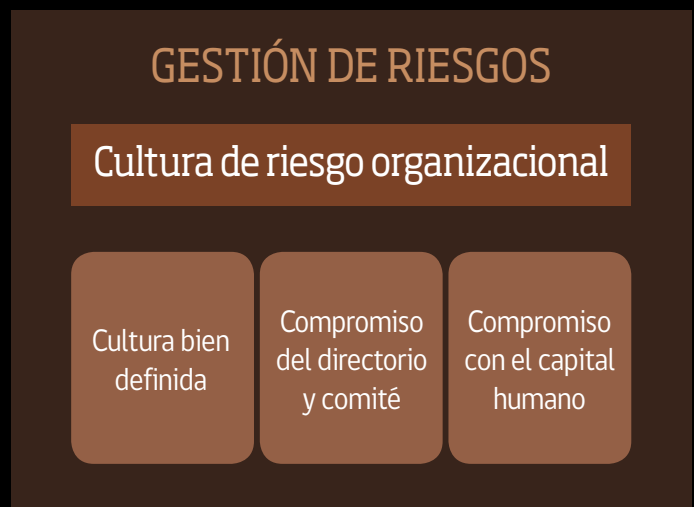 GESTIÓN DE RIESGOS
Cultura de riesgo organizacional
Cultura bien
definida
Compromiso
del directorio
y comité
Compromiso
con el capital
humano